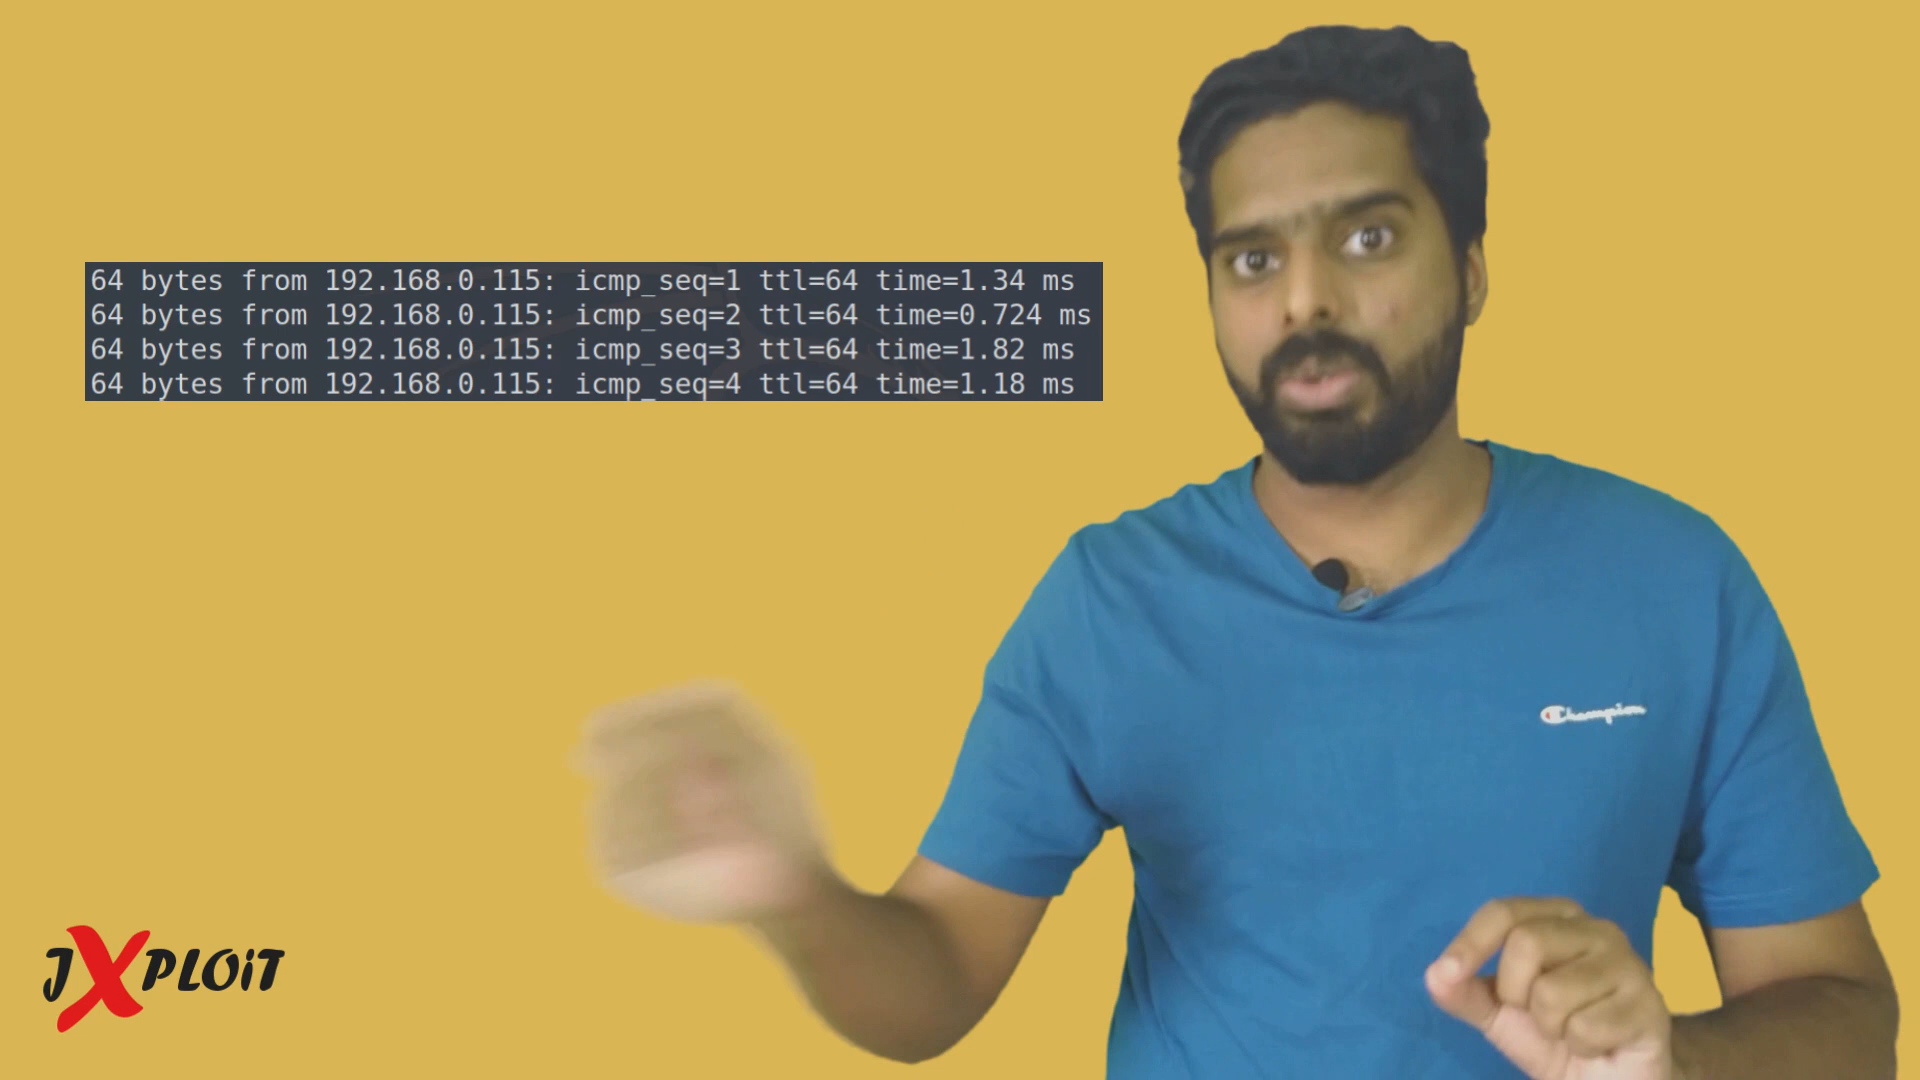 64 bytes from 192.168.0.115: icmp_seq=1 ttl=64 time=1.34 ms
64 bytes from 192.168.0.115: icmp_seq=2 ttl=64 time=0.724 ms
64 bytes from 192.168.0.115: icmp_seq=3 ttl=64 time=1.82 ms
64 bytes from 192.168.0.115: icmp_seq=4 ttl=64 time=1.18 ms
Champion
JXPLOiT